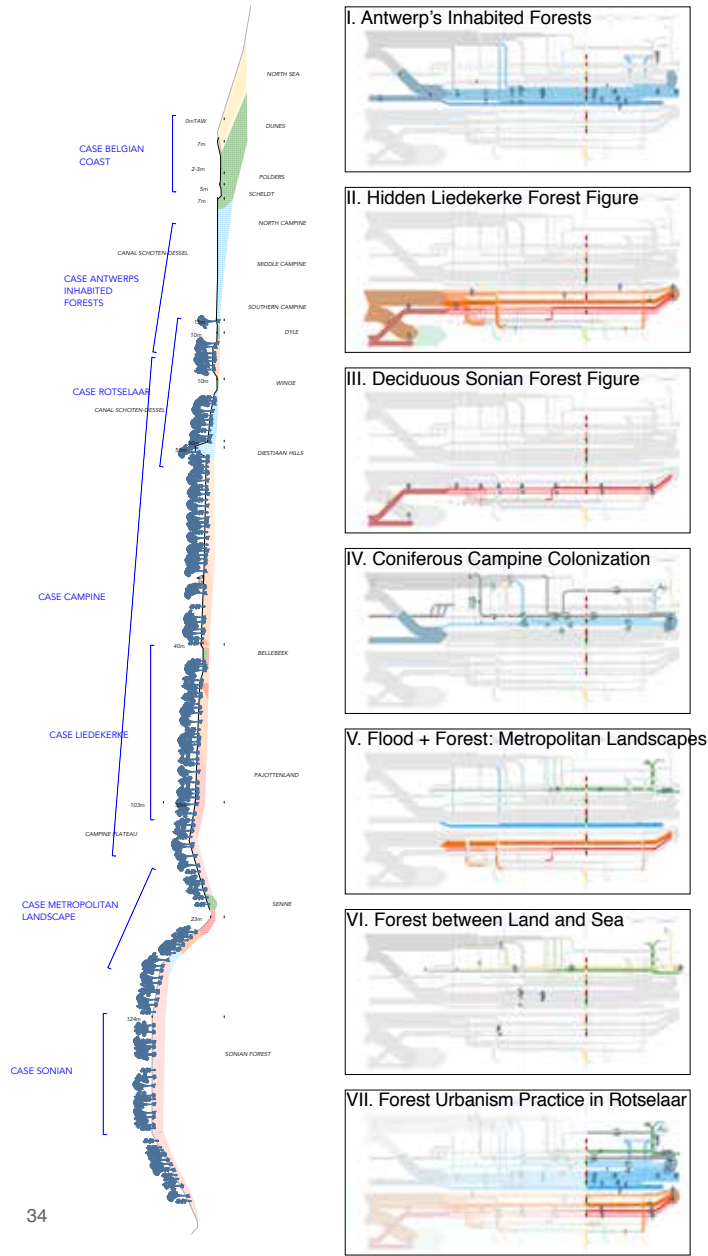 NORTH SEA
0mTAW
DUNES
7m
CASE BELGIAN
COAST
2-3m
POLDERS
5m
SCHELDT
7m
NORTH CAMPINE
CANAL SCHOTEN-DESSEL
MIDDLE CAMPINE
CASE ANTWERPS
INHABITED
FORESTS
SOUTHERN CAMPINE
10m
DYLE
10m
WINGE
CASE ROTSELAAR
CANAL SCHOTEN-DESSEL
DIESTIAAN HILLS
CASE CAMPINE
40m
BELLEBEEK
CASE LIEDEKERKE
PAJOTTENLAND
103m
CAMPINE PLATEAU
CASE METROPOLITAN
LANDSCAPE
SENNE
23m
124m
SONIAN FOREST
CASE SONIAN
34
I. Antwerp's Inhabited Forests
II. Hidden Liedekerke Forest Figure
III. Deciduous Sonian Forest Figure
IV. Coniferous Campine Colonization
V. Flood + Forest: Metropolitan Landscapes
VI. Forest between Land and Sea
VII. Forest Urbanism Practice in Rotselaar